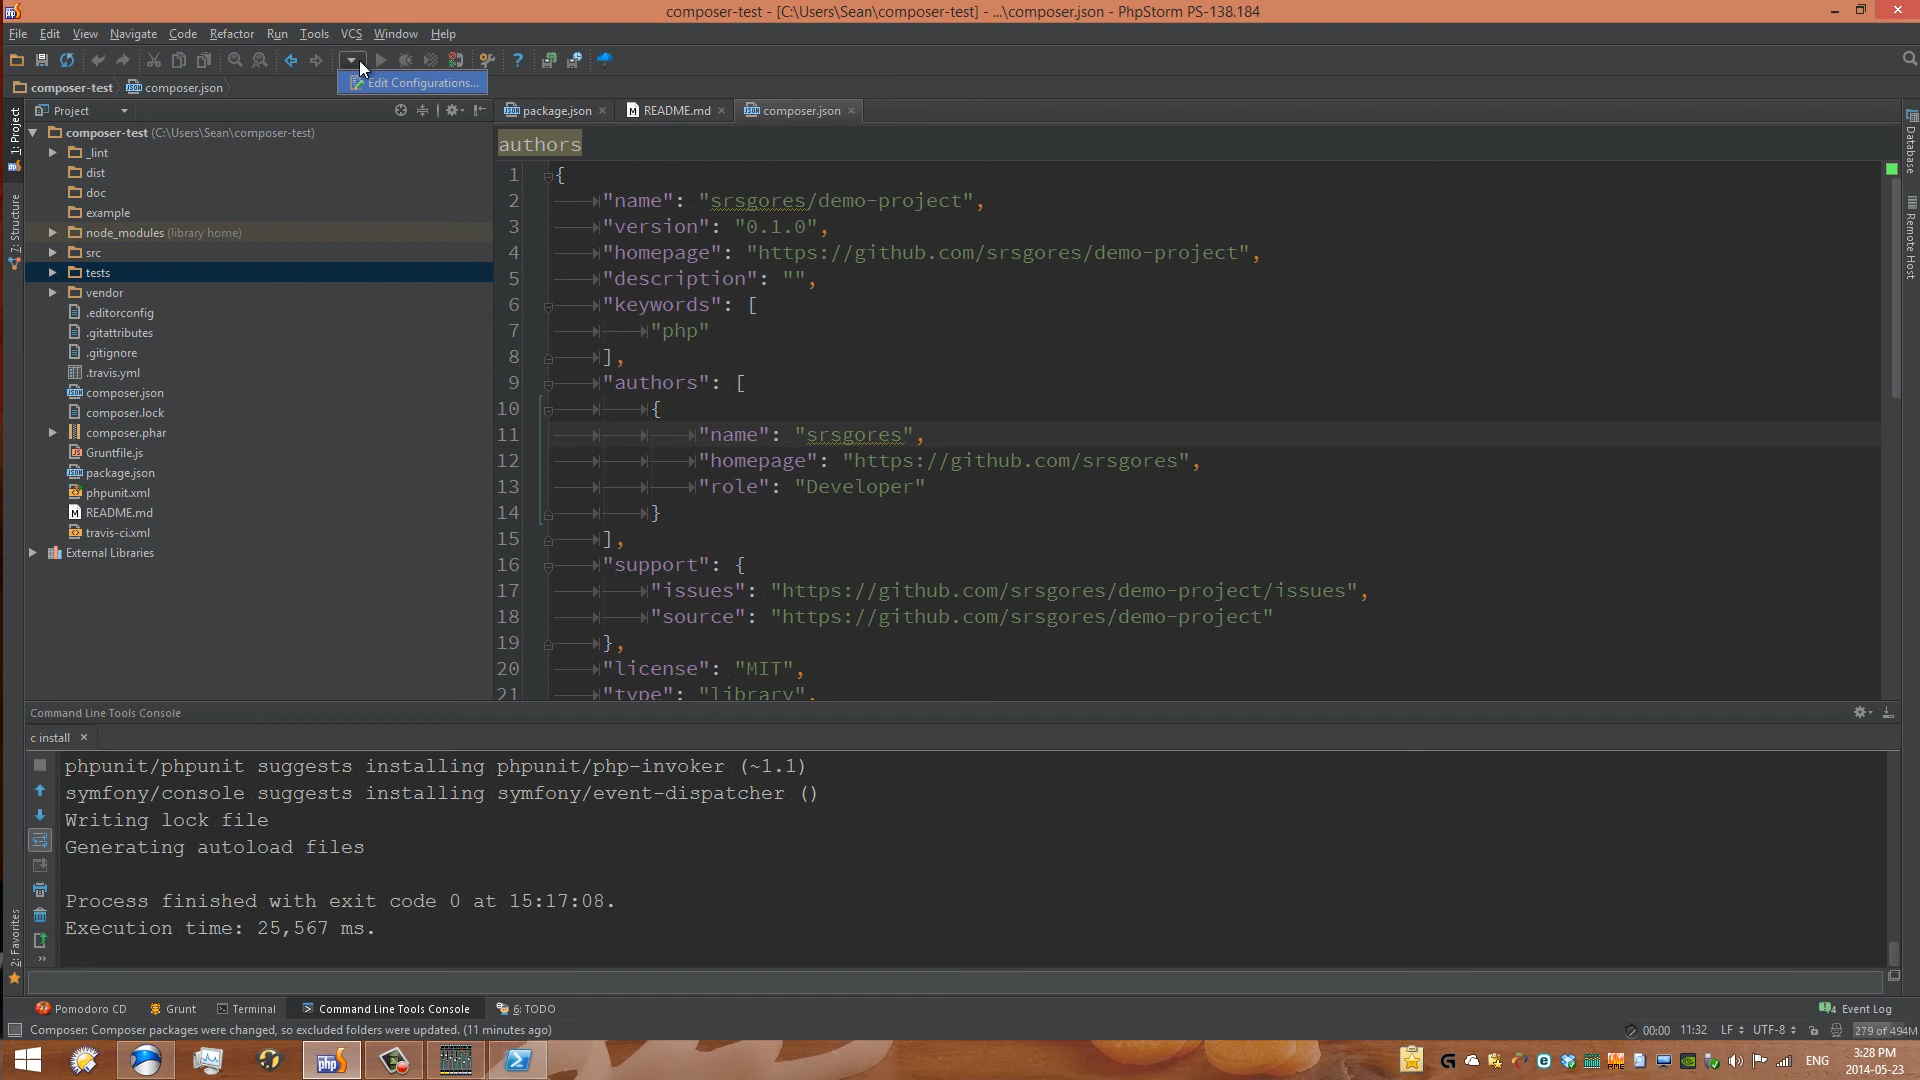 composer-test - [C:\Users\Sean\composer-test] - ...\composer.json - PhpStorm PS-138.184
File Edit View Navigate Code Refactor Run Tools VCS Window Help
Edit Configurations...
composer-test composer.json
Project
package.json README.md composer.json
1: Project
7: Structure
2: Favorites
Database
Remote Host
composer-test (C:\Users\Sean\composer-test)
_lint
dist
doc
example
node_modules (library home)
src
tests
vendor
.editorconfig
.gitattributes
.gitignore
.travis.yml
composer.json
composer.lock
composer.phar
Gruntfile.js
package.json
phpunit.xml
README.md
travis-ci.xml
External Libraries
authors
1 {
2 "name": "srsgores/demo-project",
3 "version": "0.1.0",
4 "homepage": "https://github.com/srsgores/demo-project",
5 "description": "",
6 "keywords": [
7 "php"
8 ],
9 "authors": [
10 {
11 "name": "srsgores",
12 "homepage": "https://github.com/srsgores",
13 "role": "Developer"
14 }
15 ],
16 "support": {
17 "issues": "https://github.com/srsgores/demo-project/issues",
18 "source": "https://github.com/srsgores/demo-project"
19 },
20 "license": "MIT",
21 "type": "library",
Command Line Tools Console
c install
phpunit/phpunit suggests installing phpunit/php-invoker (~1.1)
symfony/console suggests installing symfony/event-dispatcher ()
Writing lock file
Generating autoload files
Process finished with exit code 0 at 15:17:08.
Execution time: 25,567 ms.
Pomodoro CD Grunt Terminal Command Line Tools Console 6: TODO Event Log
Composer: Composer packages were changed, so excluded folders were updated. (11 minutes ago) 00:00 11:32 LF UTF-8 279 of 494M
php ENG 3:28 PM
2014-05-23